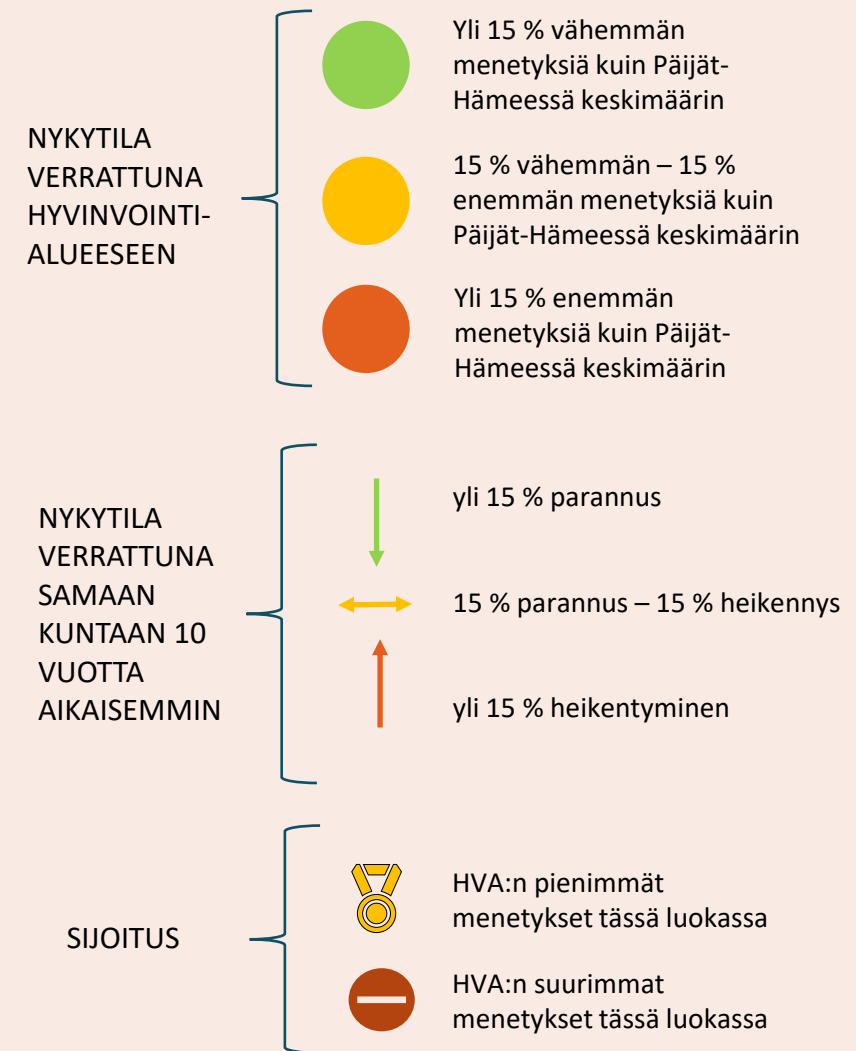 NYKYTILA
VERRATTUNA
HYVINVOINTI-
ALUEESEEN
Yli 15 % vähemmän
menetyksiä kuin Päijät-
Hämeessä keskimäärin
15 % vähemmän – 15 %
enemmän menetyksiä kuin
Päijät-Hämeessä keskimäärin
Yli 15 % enemmän
menetyksiä kuin Päijät-
Hämeessä keskimäärin
NYKYTILA
VERRATTUNA
SAMAAN
KUNTAAN 10
VUOTTA
AIKAISEMMIN
yli 15 % parannus
15 % parannus – 15 % heikennys
yli 15 % heikentyminen
SIJOITUS
HVA:n pienimmät
menetykset tässä luokassa
HVA:n suurimmat
menetykset tässä luokassa